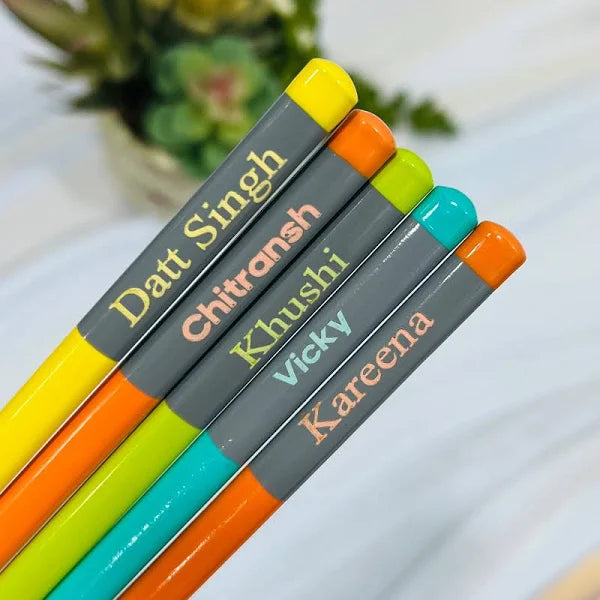 Datt Singh
Chitransh
Khushi
Vicky
Kareena